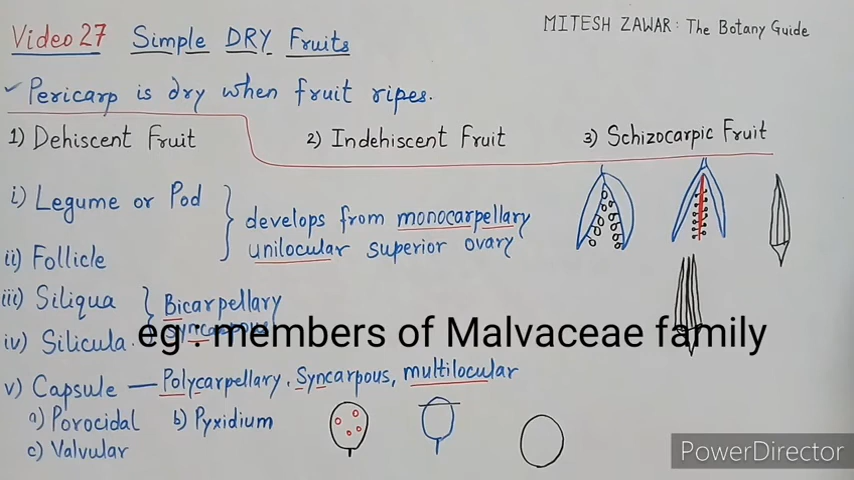 MITESH ZAWAR: The Botany Guide
Video 27 Simple DRY Fruits
Pericarp is dry when fruit ripes.
1) Dehiscent Fruit 2) Indehiscent Fruit 3) Schizocarpic Fruit
i) Legume or Pod
develops from monocarpellary
unilocular superior ovary
ii) Follicle
iii) Siliqua
Bicarpellary
syncarpous
iv) Silicula.
eg : members of Malvaceae family
v) Capsule — Polycarpellary, Syncarpous, multilocular
a) Porocidal b) Pyxidium
c) Valvular
PowerDirector